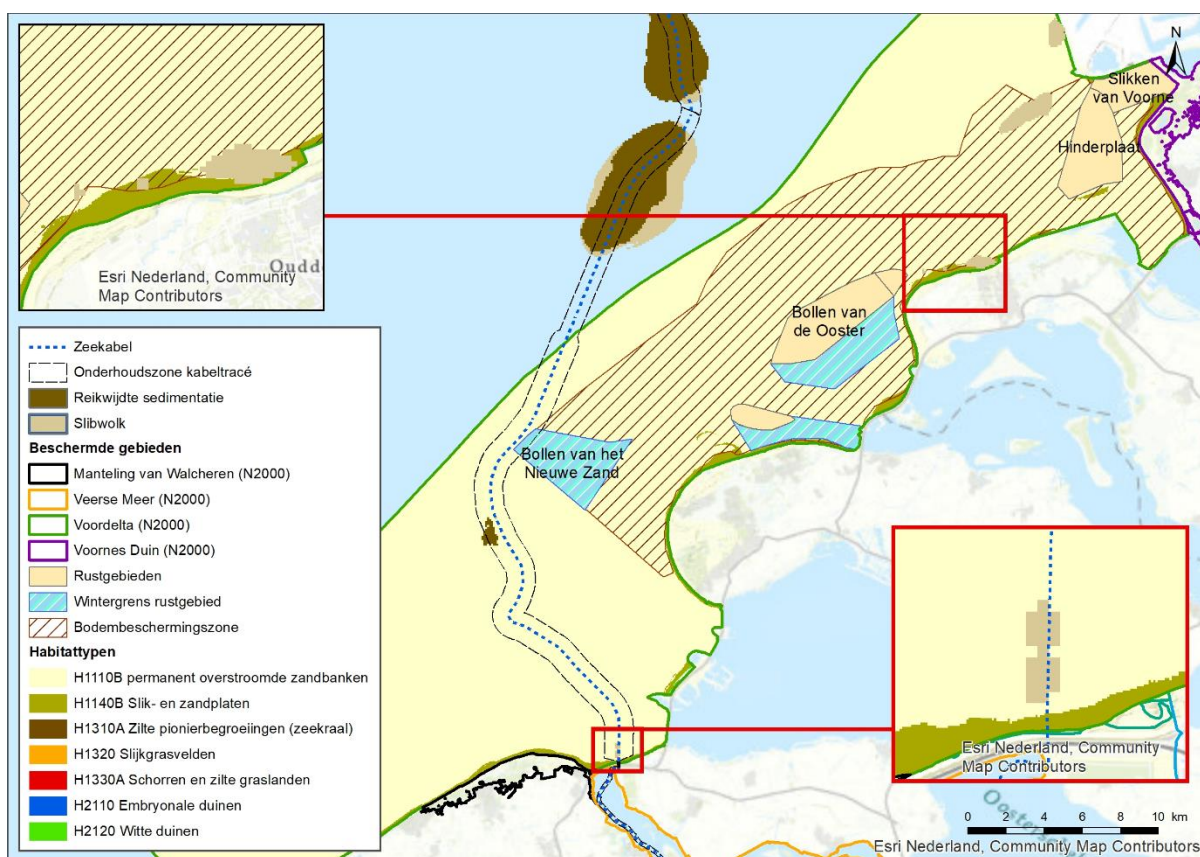 Esri Nederland, Community
Map Contributors
Zeekabel
Onderhoudszone kabeltracé
Reikwijdte sedimentatie
Slibwolk
Beschermde gebieden
Manteling van Walcheren (N2000)
Veerse Meer (N2000)
Voordelta (N2000)
Voornes Duin (N2000)
Rustgebieden
Wintergrens rustgebied
Bodembeschermingszone
Habitattypen
H1110B permanent overstroomde zandbanken
H1140B Slik- en zandplaten
H1310A Zilte pionierbegroeiingen (zeekraal)
H1320 Slijkgrasvelden
H1330A Schorren en zilte graslanden
H2110 Embryonale duinen
H2120 Witte duinen
N
Slikken
van Voorne
Hinderplaat
Bollen van
de Ooster
Bollen van het
Nieuwe Zand
Esri Nederland, Community
Map Contributors
0 2 4 6 8 10 km
Esri Nederland, Community Map Contributors